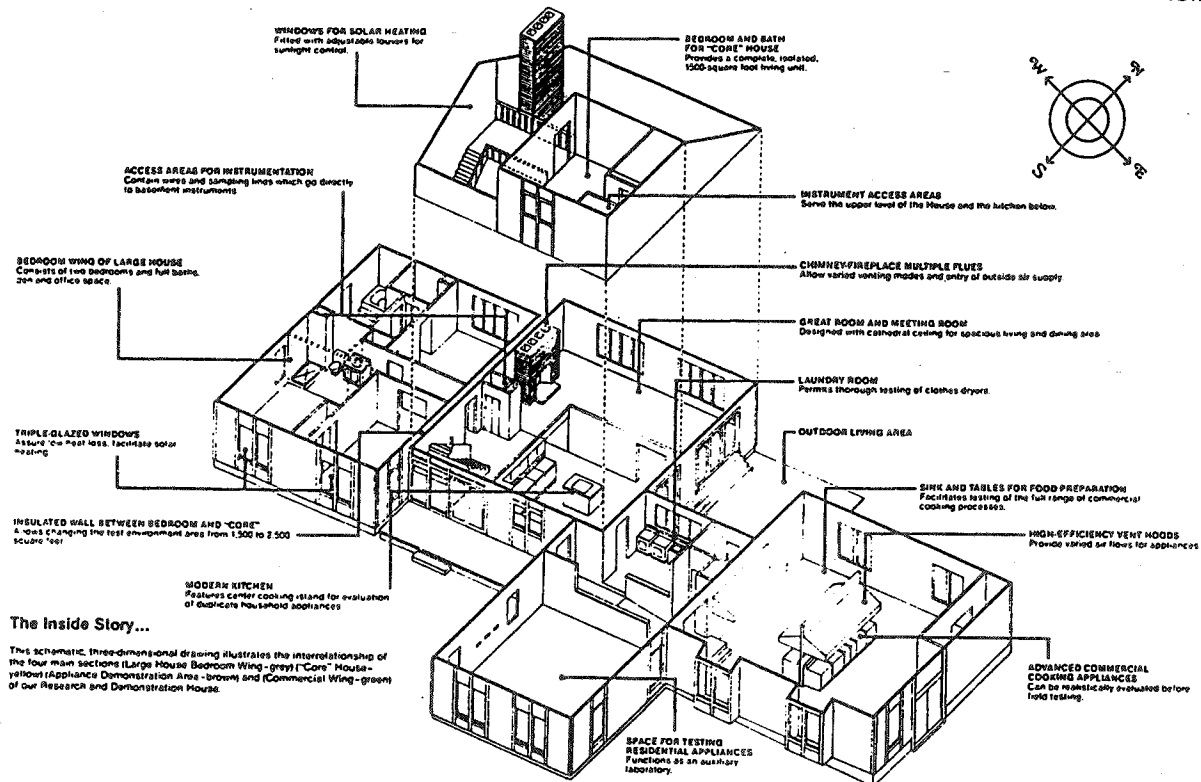 WINDOWS FOR SOLAR HEATING
Fitted with adjustable louvers for
sunlight control.
BEDROOM AND BATH
FOR "CORE" HOUSE
Provides a complete, isolated,
1500-square foot living unit.
W
N
S
E
ACCESS AREAS FOR INSTRUMENTATION
Contain wires and sampling lines which go directly
to basement instruments
INSTRUMENT ACCESS AREAS
Serve the upper level of the House and the kitchen below.
BEDROOM WING OF LARGE HOUSE
Consists of two bedrooms and full baths,
den and office space.
CHIMNEY-FIREPLACE MULTIPLE FLUES
Allow varied venting modes and entry of outside air supply
GREAT ROOM AND MEETING ROOM
Designed with cathedral ceiling for spacious living and dining area
LAUNDRY ROOM
Permits thorough testing of clothes dryers.
TRIPLE-GLAZED WINDOWS
Assure low heat loss, facilitate solar
heating
OUTDOOR LIVING AREA
SINK AND TABLES FOR FOOD PREPARATION
Facilitates testing of the full range of commercial
cooking processes.
INSULATED WALL BETWEEN BEDROOM AND "CORE"
Allows changing the test environment area from 1,500 to 2,500
square feet
HIGH-EFFICIENCY VENT HOODS
Provide varied air flows for appliances
MODERN KITCHEN
Features center cooking island for evaluation
of duplicate household appliances
The Inside Story...
This schematic, three-dimensional drawing illustrates the interrelationship of
the four main sections (Large House Bedroom Wing-grey) ("Core" House-
yellow) (Appliance Demonstration Area-brown) and (Commercial Wing-green)
of our Research and Demonstration House.
ADVANCED COMMERCIAL
COOKING APPLIANCES
Can be realistically evaluated before
field testing.
SPACE FOR TESTING
RESIDENTIAL APPLIANCES
Functions as an auxiliary
laboratory.